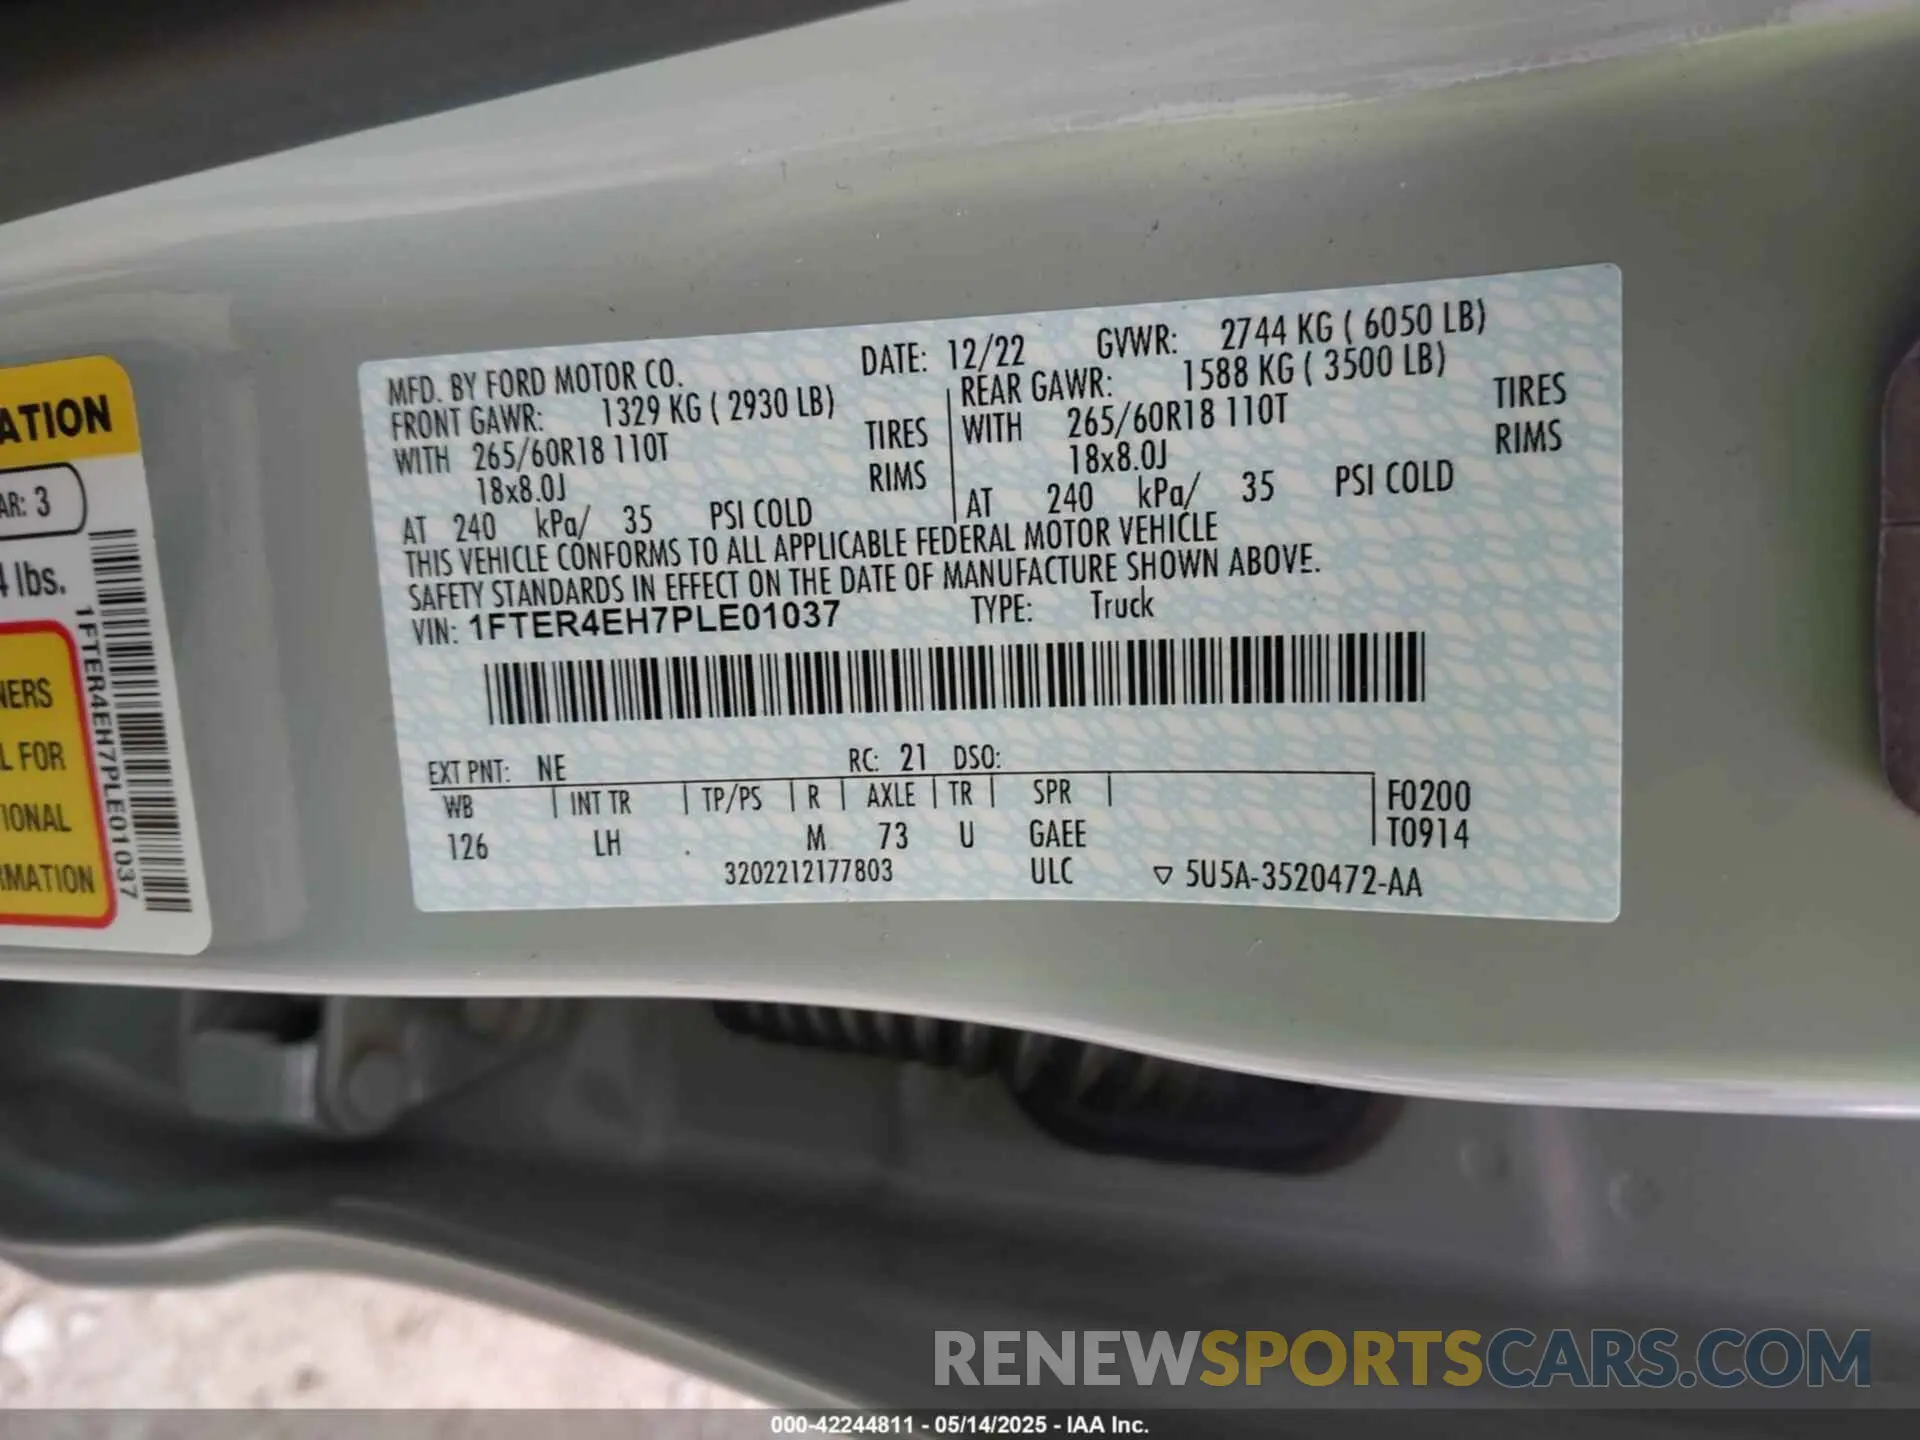 ATION
AR: 3
4 lbs.
NERS
L FOR
TIONAL
RMATION
1FTER4EH7PLE01037
MFD. BY FORD MOTOR CO. DATE: 12/22 GVWR: 2744 KG ( 6050 LB)
FRONT GAWR: 1329 KG ( 2930 LB) REAR GAWR: 1588 KG ( 3500 LB)
WITH 265/60R18 110T TIRES WITH 265/60R18 110T TIRES
18x8.0J RIMS 18x8.0J RIMS
AT 240 kPa/ 35 PSI COLD AT 240 kPa/ 35 PSI COLD
THIS VEHICLE CONFORMS TO ALL APPLICABLE FEDERAL MOTOR VEHICLE
SAFETY STANDARDS IN EFFECT ON THE DATE OF MANUFACTURE SHOWN ABOVE.
VIN: 1FTER4EH7PLE01037 TYPE: Truck
EXT PNT: NE RC: 21 DSO:
WB INT TR TP/PS R AXLE TR SPR F0200
126 LH . M 73 U GAEE T0914
3202212177803 ULC ▽ 5U5A-3520472-AA
RENEWSPORTSCARS.COM
000-42244811 - 05/14/2025 - IAA Inc.